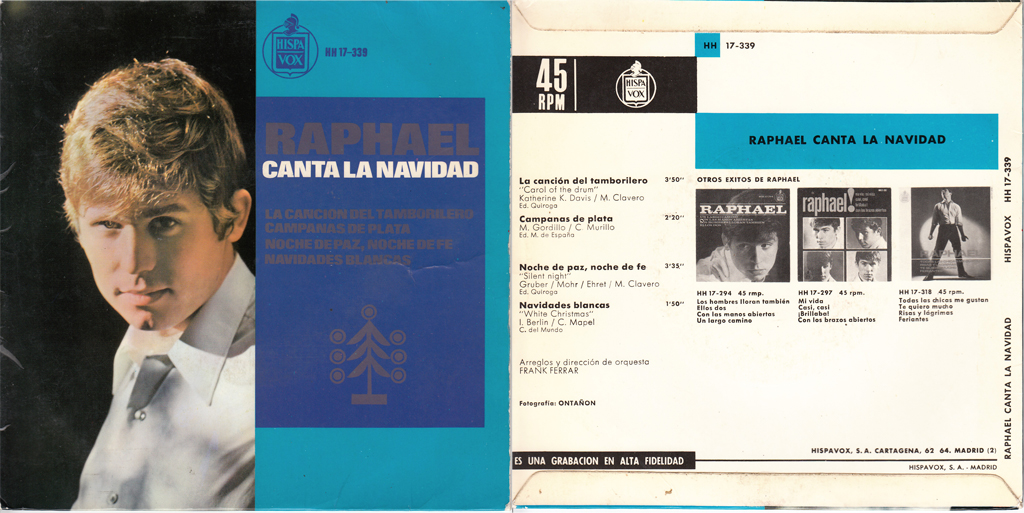 HISPA
VOX
HH 17-339
RAPHAEL
CANTA LA NAVIDAD
LA CANCION DEL TAMBORILERO
CAMPANAS DE PLATA
NOCHE DE PAZ, NOCHE DE FE
NAVIDADES BLANCAS
45
RPM
HISPA
VOX
La canción del tamborilero 3'50"
"Carol of the drum"
Katherine K. Davis / M. Clavero
Ed. Quiroga
Campanas de plata 2'20"
M. Gordillo / C. Murillo
Ed. M. de España
Noche de paz, noche de fe 3'35"
"Silent night"
Gruber / Mohr / Ehret / M. Clavero
Ed. Quiroga
Navidades blancas 1'50"
"White Christmas"
I. Berlin / C. Mapel
C. del Mundo
Arreglos y dirección de orquesta
FRANK FERRAR
Fotografía: ONTAÑON
ES UNA GRABACION EN ALTA FIDELIDAD
HH 17-339
RAPHAEL CANTA LA NAVIDAD
OTROS EXITOS DE RAPHAEL
RAPHAEL
raphael!
RAPHAEL
HH 17-294 45 rmp.
Los hombres lloran también
Ellos dos
Con las manos abiertas
Un largo camino
HH 17-297 45 rpm.
Mi vida
Casi, casi
¡Brillaba!
Con los brazos abiertos
HH 17-318 45 rpm.
Todas las chicas me gustan
Te quiero mucho
Risas y lágrimas
Feriantes
HISPAVOX, S. A. CARTAGENA, 62 64. MADRID (2)
HISPAVOX, S. A. - MADRID
RAPHAEL CANTA LA NAVIDAD HISPAVOX HH 17-339